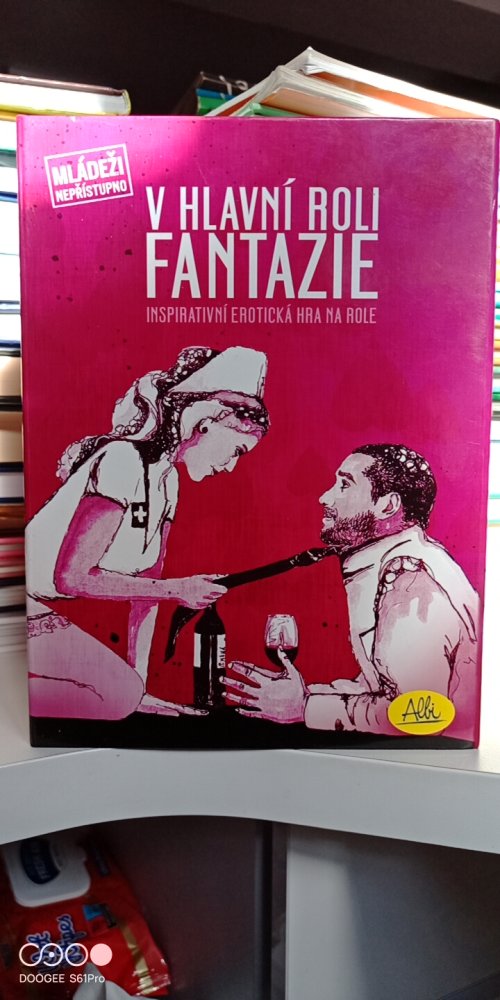 MLÁDEŽI
NEPŘÍSTUPNO
V HLAVNÍ ROLI
FANTAZIE
INSPIRATIVNÍ EROTICKÁ HRA NA ROLE
Albi
DOOGEE S61Pro